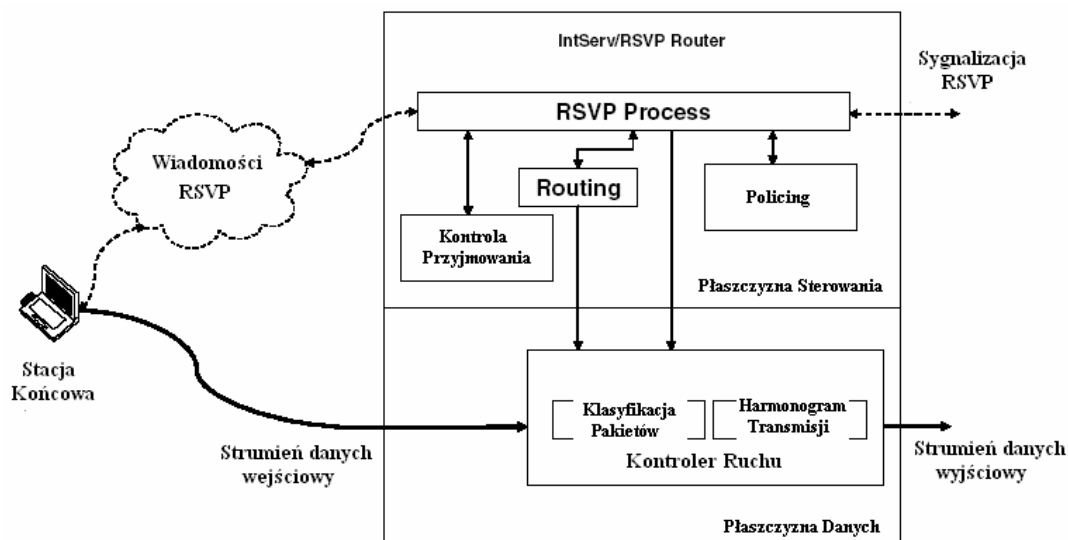 IntServ/RSVP Router
Sygnalizacja
RSVP
RSVP Process
Wiadomości
RSVP
Routing
Policing
Kontrola
Przyjmowania
Płaszczyzna Sterowania
Stacja
Końcowa
Klasyfikacja
Pakietów
Harmonogram
Transmisji
Kontroler Ruchu
Strumień danych
wejściowy
Strumień danych
wyjściowy
Płaszczyzna Danych